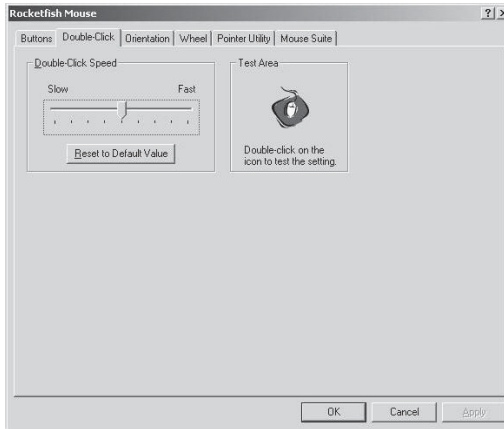 Rocketfish Mouse
Buttons Double-Click Orientation Wheel Pointer Utility Mouse Suite
Double-Click Speed
Slow Fast
Reset to Default Value
Test Area
Double-click on the
icon to test the setting.
OK Cancel Apply